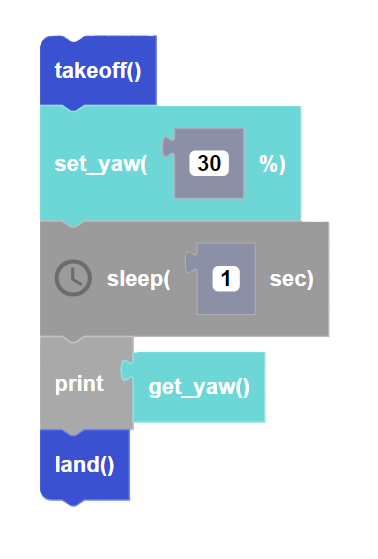 takeoff()
set_yaw( 30 %)
sleep( 1 sec)
print get_yaw()
land()